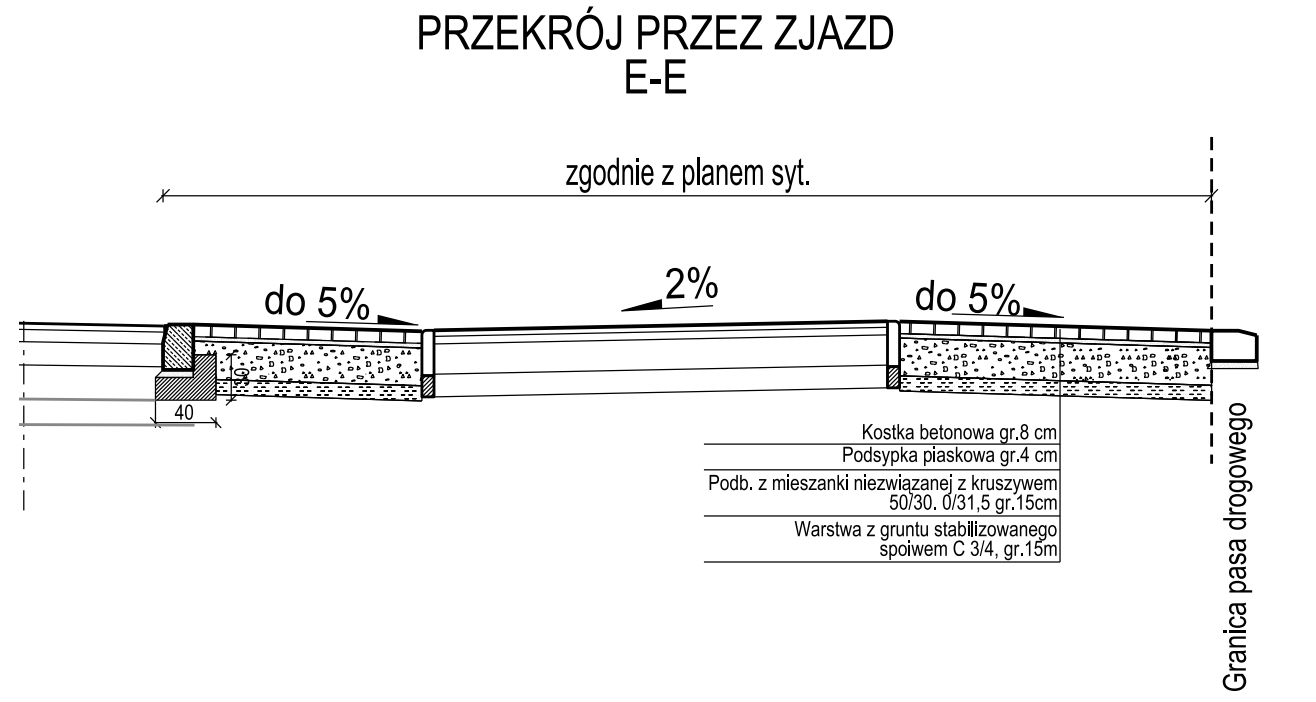 PRZEKRÓJ PRZEZ ZJAZD
E-E
zgodnie z planem syt.
do 5%
2%
do 5%
30
40
Kostka betonowa gr.8 cm
Podsypka piaskowa gr.4 cm
Podb. z mieszanki niezwiązanej z kruszywem
50/30. 0/31,5 gr.15cm
Warstwa z gruntu stabilizowanego
spoiwem C 3/4, gr.15m
Granica pasa drogowego